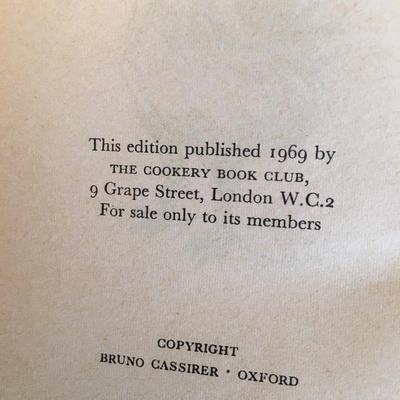 This edition published 1969 by
THE COOKERY BOOK CLUB,
9 Grape Street, London W.C.2
For sale only to its members
COPYRIGHT
BRUNO CASSIRER · OXFORD